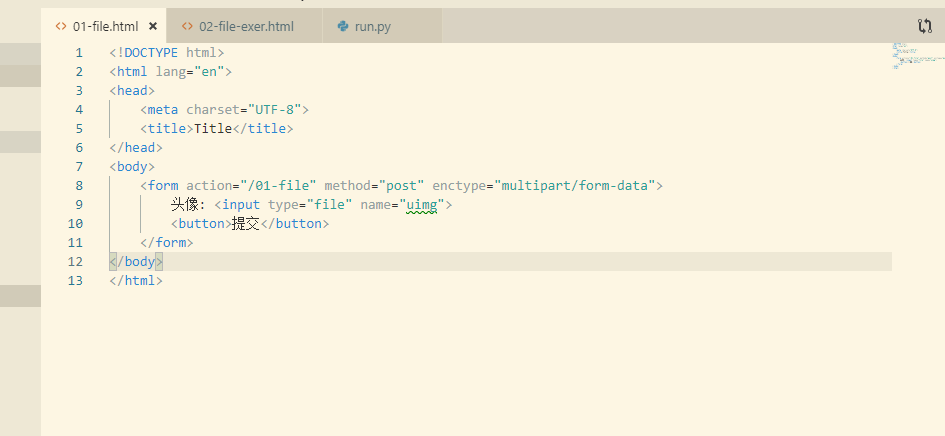 01-file.html × 02-file-exer.html run.py
1 <!DOCTYPE html>
2 <html lang="en">
3 <head>
4     <meta charset="UTF-8">
5     <title>Title</title>
6 </head>
7 <body>
8     <form action="/01-file" method="post" enctype="multipart/form-data">
9         头像: <input type="file" name="uimg">
10         <button>提交</button>
11     </form>
12 </body>
13 </html>